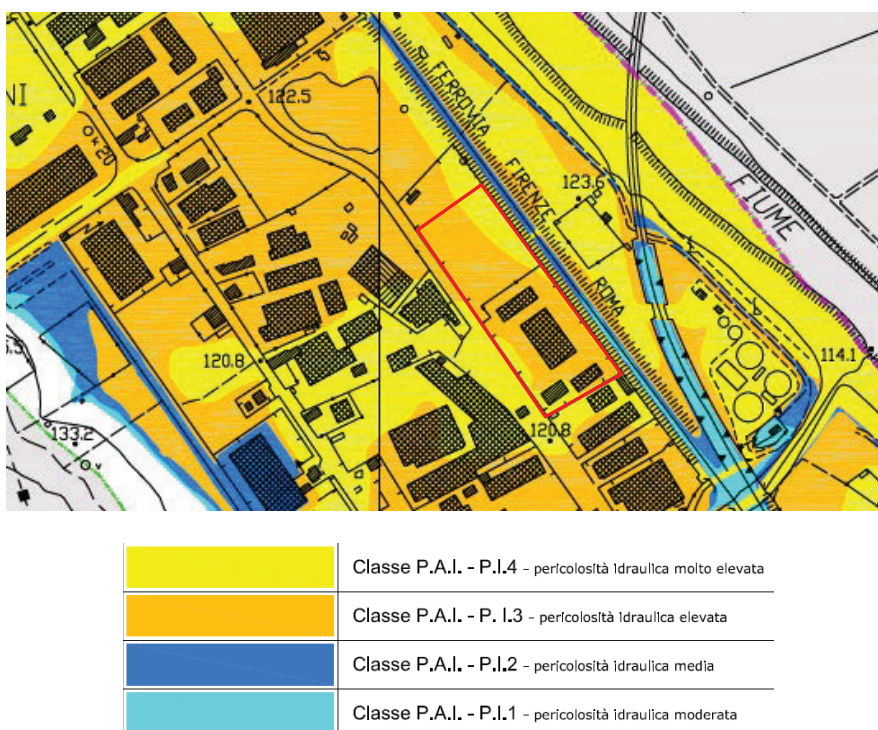 NI
122.5
k 20
FERROVIA
FIRENZE
ROMA
123.6
FIUME
120.8
114.1
133.2
120.8
Classe P.A.I. - P.I.4 - pericolosità idraulica molto elevata
Classe P.A.I. - P. I.3 - pericolosità idraulica elevata
Classe P.A.I. - P.I.2 - pericolosità idraulica media
Classe P.A.I. - P.I.1 - pericolosità idraulica moderata